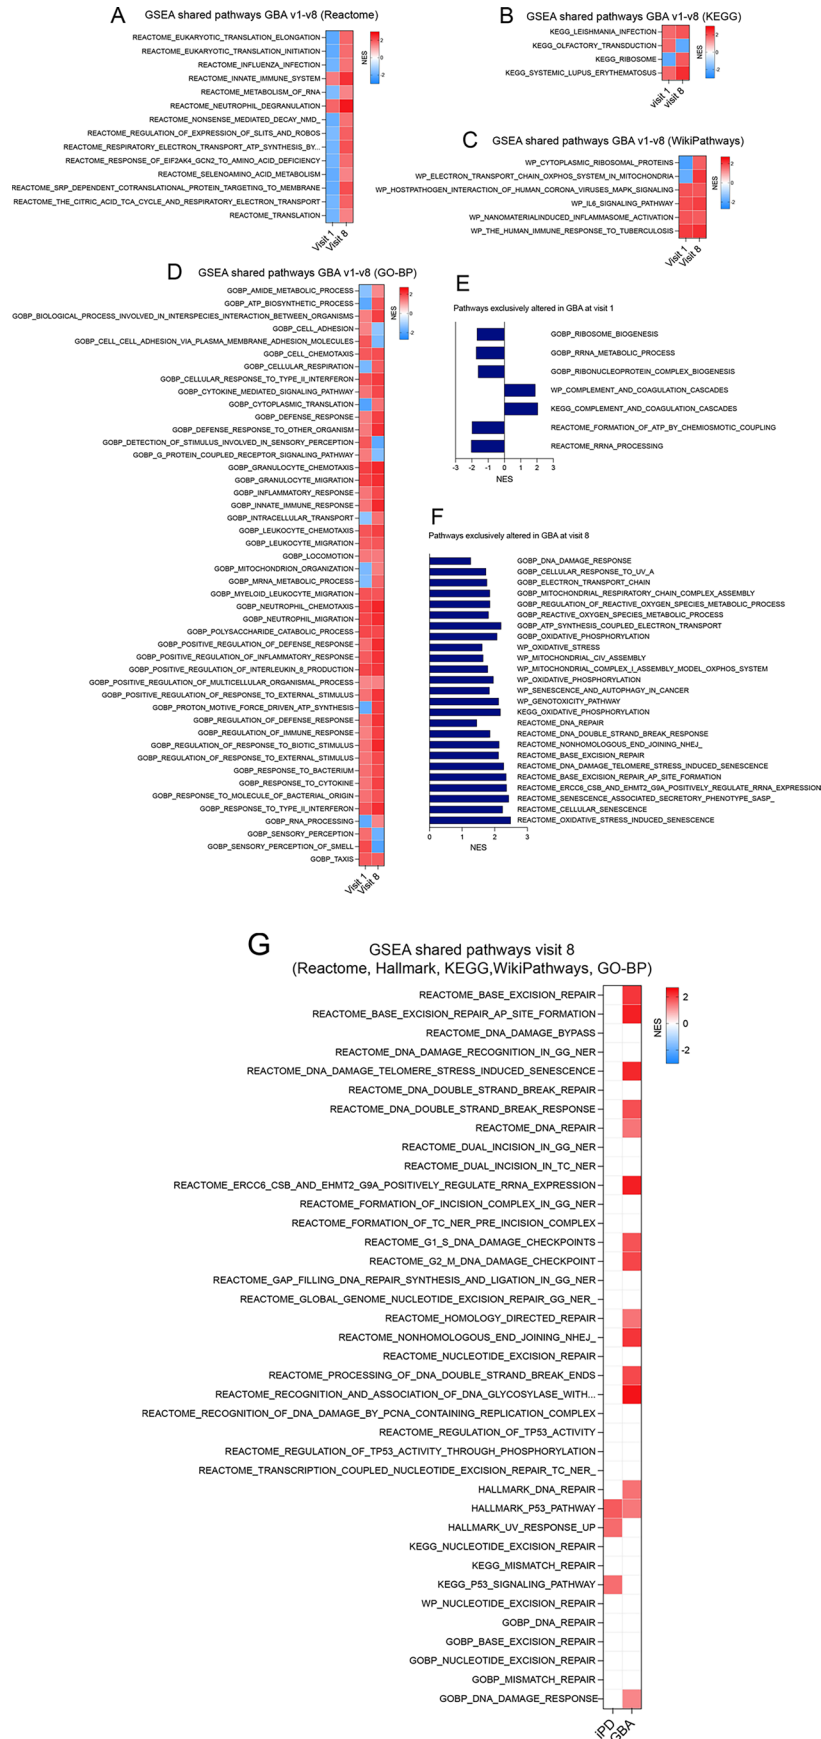 A
GSEA shared pathways GBA v1-v8 (Reactome)
REACTOME_EUKARYOTIC_TRANSLATION_ELONGATION
REACTOME_EUKARYOTIC_TRANSLATION_INITIATION
REACTOME_INFLUENZA_INFECTION
REACTOME_INNATE_IMMUNE_SYSTEM
REACTOME_METABOLISM_OF_RNA
REACTOME_NEUTROPHIL_DEGRANULATION
REACTOME_NONSENSE_MEDIATED_DECAY_NMD_
REACTOME_REGULATION_OF_EXPRESSION_OF_SLITS_AND_ROBOS
REACTOME_RESPIRATORY_ELECTRON_TRANSPORT_ATP_SYNTHESIS_BY...
REACTOME_RESPONSE_OF_EIF2AK4_GCN2_TO_AMINO_ACID_DEFICIENCY
REACTOME_SELENOAMINO_ACID_METABOLISM
REACTOME_SRP_DEPENDENT_COTRANSLATIONAL_PROTEIN_TARGETING_TO_MEMBRANE
REACTOME_THE_CITRIC_ACID_TCA_CYCLE_AND_RESPIRATORY_ELECTRON_TRANSPORT
REACTOME_TRANSLATION
Visit 1
Visit 8
2
0
-2
NES
B
GSEA shared pathways GBA v1-v8 (KEGG)
KEGG_LEISHMANIA_INFECTION
KEGG_OLFACTORY_TRANSDUCTION
KEGG_RIBOSOME
KEGG_SYSTEMIC_LUPUS_ERYTHEMATOSUS
visit 1
visit 8
2
0
-2
NES
C
GSEA shared pathways GBA v1-v8 (WikiPathways)
WP_CYTOPLASMIC_RIBOSOMAL_PROTEINS
WP_ELECTRON_TRANSPORT_CHAIN_OXPHOS_SYSTEM_IN_MITOCHONDRIA
WP_HOSTPATHOGEN_INTERACTION_OF_HUMAN_CORONA_VIRUSES_MAPK_SIGNALING
WP_IL6_SIGNALING_PATHWAY
WP_NANOMATERIALINDUCED_INFLAMMASOME_ACTIVATION
WP_THE_HUMAN_IMMUNE_RESPONSE_TO_TUBERCULOSIS
Visit 1
Visit 8
2
0
-2
NES
D
GSEA shared pathways GBA v1-v8 (GO-BP)
GOBP_AMIDE_METABOLIC_PROCESS
GOBP_ATP_BIOSYNTHETIC_PROCESS
GOBP_BIOLOGICAL_PROCESS_INVOLVED_IN_INTERSPECIES_INTERACTION_BETWEEN_ORGANISMS
GOBP_CELL_ADHESION
GOBP_CELL_CELL_ADHESION_VIA_PLASMA_MEMBRANE_ADHESION_MOLECULES
GOBP_CELL_CHEMOTAXIS
GOBP_CELLULAR_RESPIRATION
GOBP_CELLULAR_RESPONSE_TO_TYPE_II_INTERFERON
GOBP_CYTOKINE_MEDIATED_SIGNALING_PATHWAY
GOBP_CYTOPLASMIC_TRANSLATION
GOBP_DEFENSE_RESPONSE
GOBP_DEFENSE_RESPONSE_TO_OTHER_ORGANISM
GOBP_DETECTION_OF_STIMULUS_INVOLVED_IN_SENSORY_PERCEPTION
GOBP_G_PROTEIN_COUPLED_RECEPTOR_SIGNALING_PATHWAY
GOBP_GRANULOCYTE_CHEMOTAXIS
GOBP_GRANULOCYTE_MIGRATION
GOBP_INFLAMMATORY_RESPONSE
GOBP_INNATE_IMMUNE_RESPONSE
GOBP_INTRACELLULAR_TRANSPORT
GOBP_LEUKOCYTE_CHEMOTAXIS
GOBP_LEUKOCYTE_MIGRATION
GOBP_LOCOMOTION
GOBP_MITOCHONDRION_ORGANIZATION
GOBP_MRNA_METABOLIC_PROCESS
GOBP_MYELOID_LEUKOCYTE_MIGRATION
GOBP_NEUTROPHIL_CHEMOTAXIS
GOBP_NEUTROPHIL_MIGRATION
GOBP_POLYSACCHARIDE_CATABOLIC_PROCESS
GOBP_POSITIVE_REGULATION_OF_DEFENSE_RESPONSE
GOBP_POSITIVE_REGULATION_OF_INFLAMMATORY_RESPONSE
GOBP_POSITIVE_REGULATION_OF_INTERLEUKIN_8_PRODUCTION
GOBP_POSITIVE_REGULATION_OF_MULTICELLULAR_ORGANISMAL_PROCESS
GOBP_POSITIVE_REGULATION_OF_RESPONSE_TO_EXTERNAL_STIMULUS
GOBP_PROTON_MOTIVE_FORCE_DRIVEN_ATP_SYNTHESIS
GOBP_REGULATION_OF_DEFENSE_RESPONSE
GOBP_REGULATION_OF_IMMUNE_RESPONSE
GOBP_REGULATION_OF_RESPONSE_TO_BIOTIC_STIMULUS
GOBP_REGULATION_OF_RESPONSE_TO_EXTERNAL_STIMULUS
GOBP_RESPONSE_TO_BACTERIUM
GOBP_RESPONSE_TO_CYTOKINE
GOBP_RESPONSE_TO_MOLECULE_OF_BACTERIAL_ORIGIN
GOBP_RESPONSE_TO_TYPE_II_INTERFERON
GOBP_RNA_PROCESSING
GOBP_SENSORY_PERCEPTION
GOBP_SENSORY_PERCEPTION_OF_SMELL
GOBP_TAXIS
Visit 1
Visit 8
2
0
-2
NES
E
Pathways exclusively altered in GBA at visit 1
GOBP_RIBOSOME_BIOGENESIS
GOBP_RRNA_METABOLIC_PROCESS
GOBP_RIBONUCLEOPROTEIN_COMPLEX_BIOGENESIS
WP_COMPLEMENT_AND_COAGULATION_CASCADES
KEGG_COMPLEMENT_AND_COAGULATION_CASCADES
REACTOME_FORMATION_OF_ATP_BY_CHEMIOSMOTIC_COUPLING
REACTOME_RRNA_PROCESSING
-3 -2 -1 0 1 2 3
NES
F
Pathways exclusively altered in GBA at visit 8
GOBP_DNA_DAMAGE_RESPONSE
GOBP_CELLULAR_RESPONSE_TO_UV_A
GOBP_ELECTRON_TRANSPORT_CHAIN
GOBP_MITOCHONDRIAL_RESPIRATORY_CHAIN_COMPLEX_ASSEMBLY
GOBP_REGULATION_OF_REACTIVE_OXYGEN_SPECIES_METABOLIC_PROCESS
GOBP_REACTIVE_OXYGEN_SPECIES_METABOLIC_PROCESS
GOBP_ATP_SYNTHESIS_COUPLED_ELECTRON_TRANSPORT
GOBP_OXIDATIVE_PHOSPHORYLATION
WP_OXIDATIVE_STRESS
WP_MITOCHONDRIAL_CIV_ASSEMBLY
WP_MITOCHONDRIAL_COMPLEX_I_ASSEMBLY_MODEL_OXPHOS_SYSTEM
WP_OXIDATIVE_PHOSPHORYLATION
WP_SENESCENCE_AND_AUTOPHAGY_IN_CANCER
WP_GENOTOXICITY_PATHWAY
KEGG_OXIDATIVE_PHOSPHORYLATION
REACTOME_DNA_REPAIR
REACTOME_DNA_DOUBLE_STRAND_BREAK_RESPONSE
REACTOME_NONHOMOLOGOUS_END_JOINING_NHEJ_
REACTOME_BASE_EXCISION_REPAIR
REACTOME_DNA_DAMAGE_TELOMERE_STRESS_INDUCED_SENESCENCE
REACTOME_BASE_EXCISION_REPAIR_AP_SITE_FORMATION
REACTOME_ERCC6_CSB_AND_EHMT2_G9A_POSITIVELY_REGULATE_RRNA_EXPRESSION
REACTOME_SENESCENCE_ASSOCIATED_SECRETORY_PHENOTYPE_SASP_
REACTOME_CELLULAR_SENESCENCE
REACTOME_OXIDATIVE_STRESS_INDUCED_SENESCENCE
0 1 2 3
NES
G
GSEA shared pathways visit 8
(Reactome, Hallmark, KEGG,WikiPathways, GO-BP)
REACTOME_BASE_EXCISION_REPAIR
REACTOME_BASE_EXCISION_REPAIR_AP_SITE_FORMATION
REACTOME_DNA_DAMAGE_BYPASS
REACTOME_DNA_DAMAGE_RECOGNITION_IN_GG_NER
REACTOME_DNA_DAMAGE_TELOMERE_STRESS_INDUCED_SENESCENCE
REACTOME_DNA_DOUBLE_STRAND_BREAK_REPAIR
REACTOME_DNA_DOUBLE_STRAND_BREAK_RESPONSE
REACTOME_DNA_REPAIR
REACTOME_DUAL_INCISION_IN_GG_NER
REACTOME_DUAL_INCISION_IN_TC_NER
REACTOME_ERCC6_CSB_AND_EHMT2_G9A_POSITIVELY_REGULATE_RRNA_EXPRESSION
REACTOME_FORMATION_OF_INCISION_COMPLEX_IN_GG_NER
REACTOME_FORMATION_OF_TC_NER_PRE_INCISION_COMPLEX
REACTOME_G1_S_DNA_DAMAGE_CHECKPOINTS
REACTOME_G2_M_DNA_DAMAGE_CHECKPOINT
REACTOME_GAP_FILLING_DNA_REPAIR_SYNTHESIS_AND_LIGATION_IN_GG_NER
REACTOME_GLOBAL_GENOME_NUCLEOTIDE_EXCISION_REPAIR_GG_NER_
REACTOME_HOMOLOGY_DIRECTED_REPAIR
REACTOME_NONHOMOLOGOUS_END_JOINING_NHEJ_
REACTOME_NUCLEOTIDE_EXCISION_REPAIR
REACTOME_PROCESSING_OF_DNA_DOUBLE_STRAND_BREAK_ENDS
REACTOME_RECOGNITION_AND_ASSOCIATION_OF_DNA_GLYCOSYLASE_WITH...
REACTOME_RECOGNITION_OF_DNA_DAMAGE_BY_PCNA_CONTAINING_REPLICATION_COMPLEX
REACTOME_REGULATION_OF_TP53_ACTIVITY
REACTOME_REGULATION_OF_TP53_ACTIVITY_THROUGH_PHOSPHORYLATION
REACTOME_TRANSCRIPTION_COUPLED_NUCLEOTIDE_EXCISION_REPAIR_TC_NER_
HALLMARK_DNA_REPAIR
HALLMARK_P53_PATHWAY
HALLMARK_UV_RESPONSE_UP
KEGG_NUCLEOTIDE_EXCISION_REPAIR
KEGG_MISMATCH_REPAIR
KEGG_P53_SIGNALING_PATHWAY
WP_NUCLEOTIDE_EXCISION_REPAIR
GOBP_DNA_REPAIR
GOBP_BASE_EXCISION_REPAIR
GOBP_NUCLEOTIDE_EXCISION_REPAIR
GOBP_MISMATCH_REPAIR
GOBP_DNA_DAMAGE_RESPONSE
iPD
GBA
2
0
-2
NES